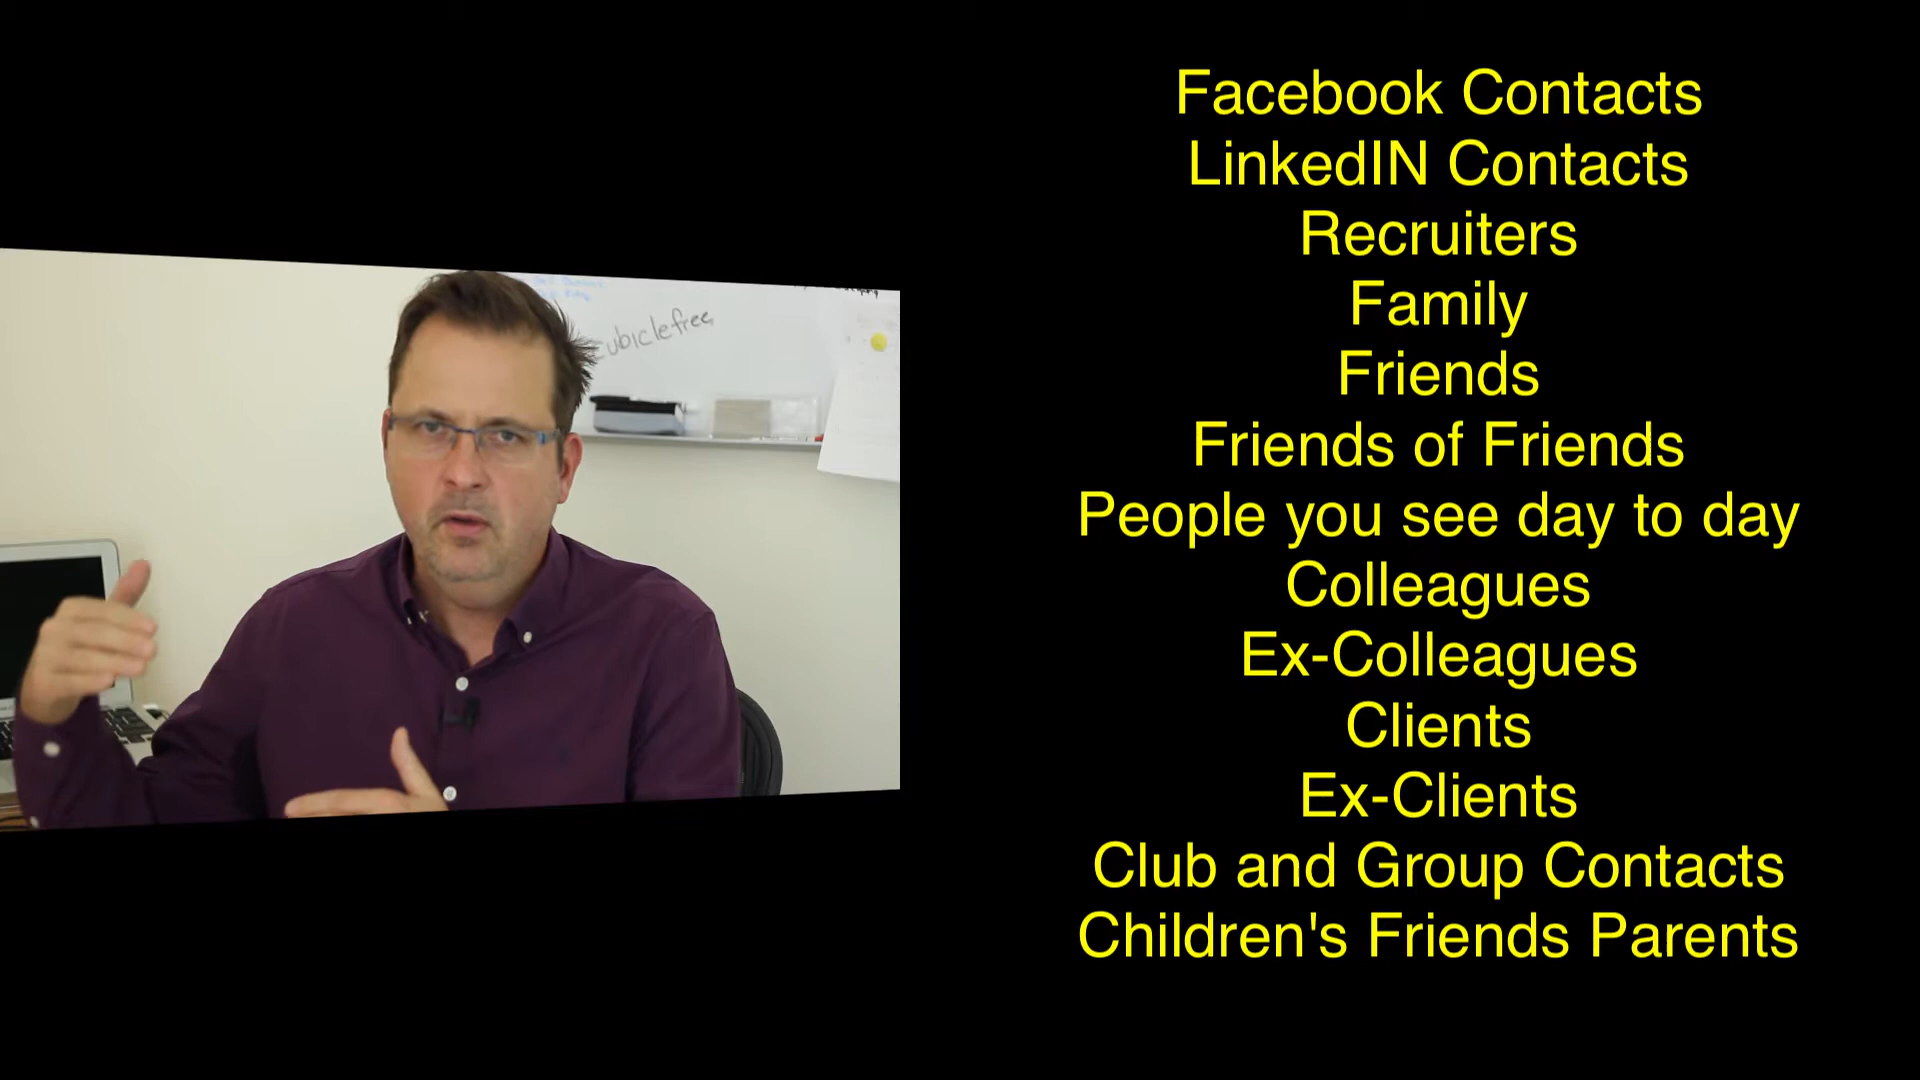 Facebook Contacts
LinkedIN Contacts
Recruiters
Family
Friends
Friends of Friends
People you see day to day
Colleagues
Ex-Colleagues
Clients
Ex-Clients
Club and Group Contacts
Children's Friends Parents
cubiclefree